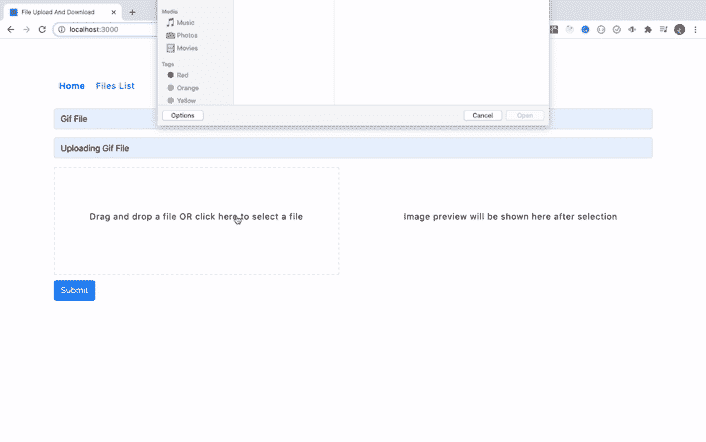 File Upload And Download
localhost:3000
Media
Music
Photos
Movies
Tags
Red
Orange
Yellow
Options
Cancel
Open
Home
Files List
Gif File
Uploading Gif File
Drag and drop a file OR click here to select a file
Image preview will be shown here after selection
Submit